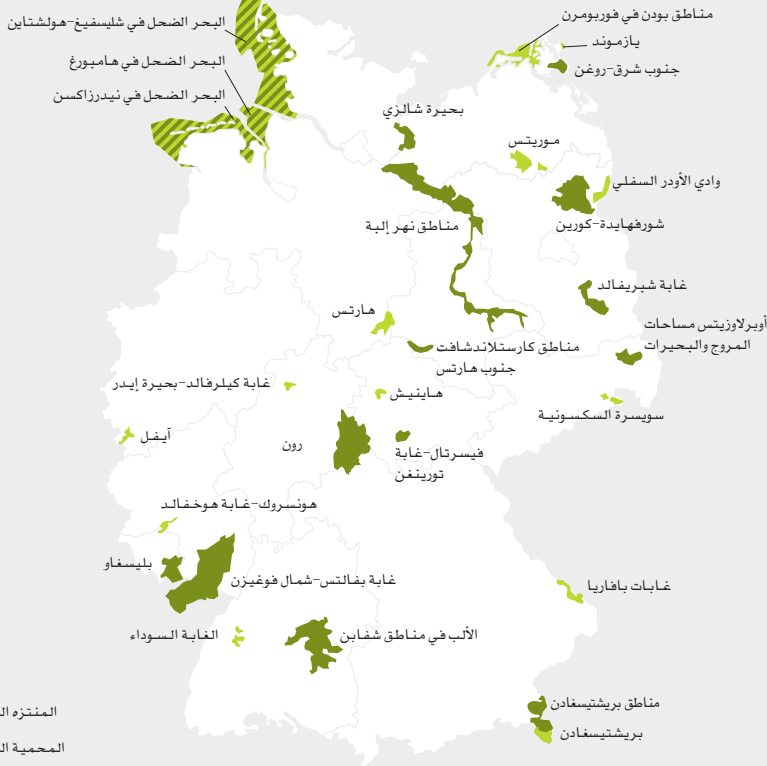 مناطق بودن في فوربومرن
البحر الضحل في شليسفيغ-هولشتاين
يازموند
البحر الضحل في هامبورغ
جنوب شرق-روغن
البحر الضحل في نيدرزاكسن
بحيرة شالزي
موريتس
وادي الأودر السفلي
شورفهايدة-كورين
مناطق نهر إلبة
غابة شبريفالد
هارتس
أوبرلاوزيتس مساحات
المروج والبحيرات
مناطق كارستلاندشافت
جنوب هارتس
غابة كيلرفالد-بحيرة إيدر
هاينيش
سويسرة السكسونية
آيفل
رون
فيسرتال-غابة
تورينغن
هونسروك-غابة هوخفالد
بليسغاو
غابة بفالتس-شمال فوغيزن
غابات بافاريا
الغابة السوداء
الألب في مناطق شفابن
مناطق بريشتيسغادن
المنتزه
بريشتيسغادن
المحمية